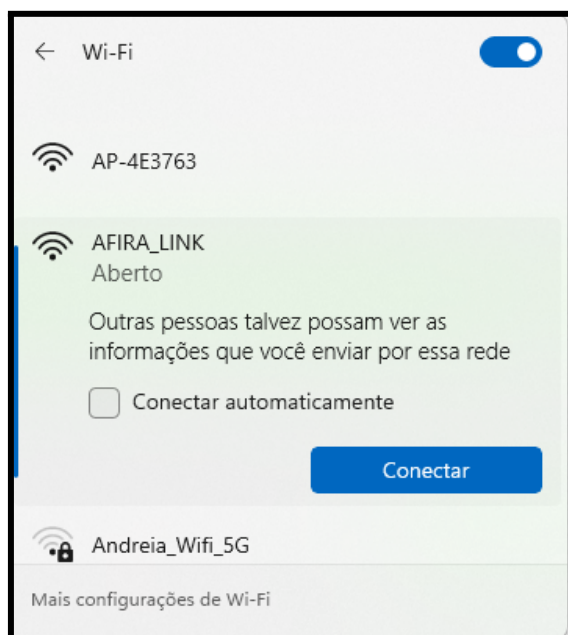 Wi-Fi
AP-4E3763
AFIRA_LINK
Aberto
Outras pessoas talvez possam ver as
informações que você enviar por essa rede
Conectar automaticamente
Conectar
Andreia_Wifi_5G
Mais configurações de Wi-Fi